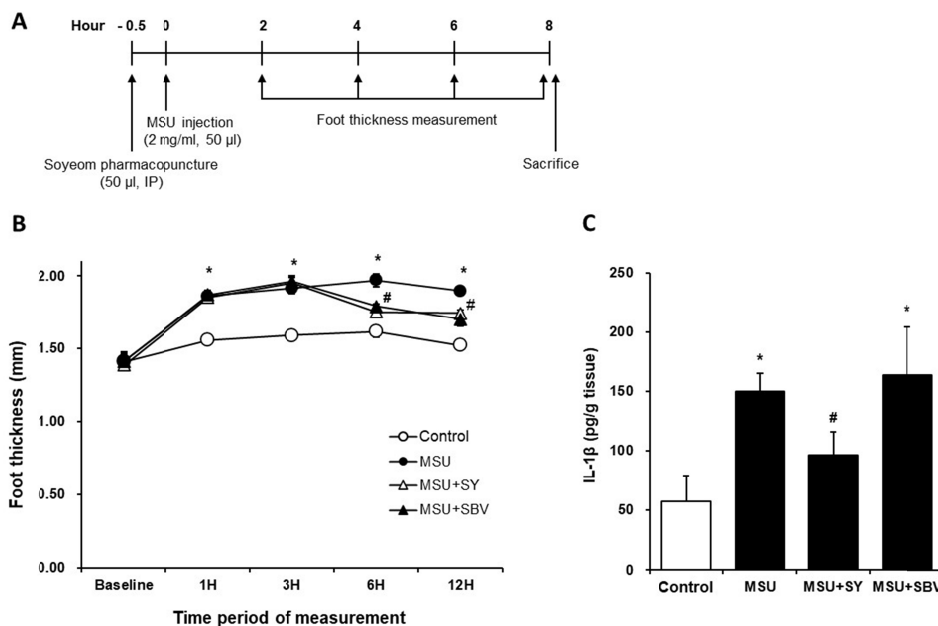 A
Hour - 0.5 0 2 4 6 8
MSU injection
(2 mg/ml, 50 µl)
Foot thickness measurement
Soyeom pharmacopuncture
(50 µl, IP)
Sacrifice
B
Foot thickness (mm)
2.00
1.50
1.00
0.50
0.00
* * * *
# #
Control
MSU
MSU+SY
MSU+SBV
Baseline 1H 3H 6H 12H
Time period of measurement
C
IL-1β (pg/g tissue)
250
200
150
100
50
0
* # *
Control MSU MSU+SY MSU+SBV